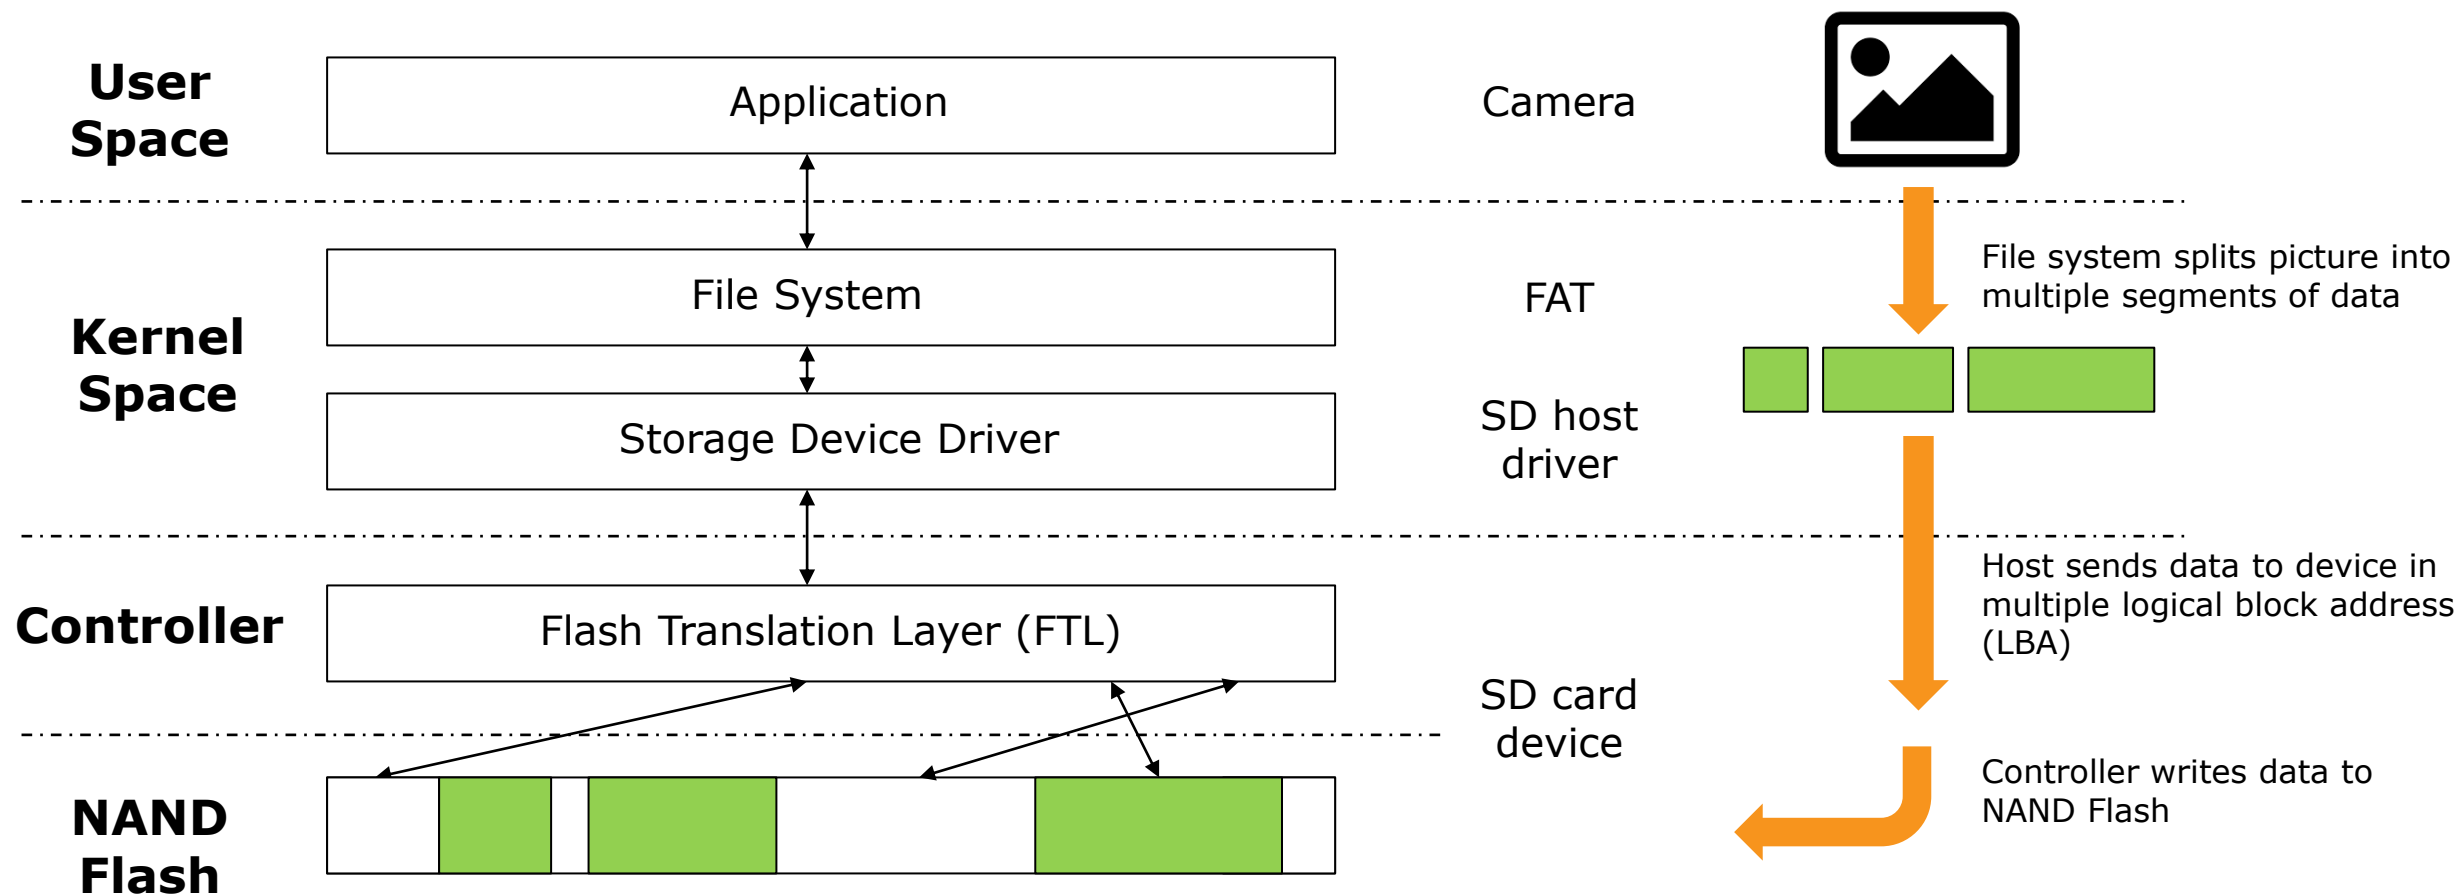 User
Space
Application
Camera
File system splits picture into
multiple segments of data
Kernel
Space
File System
FAT
Storage Device Driver
SD host
driver
Host sends data to device in
multiple logical block address
(LBA)
Controller
Flash Translation Layer (FTL)
SD card
device
Controller writes data to
NAND Flash
NAND
Flash